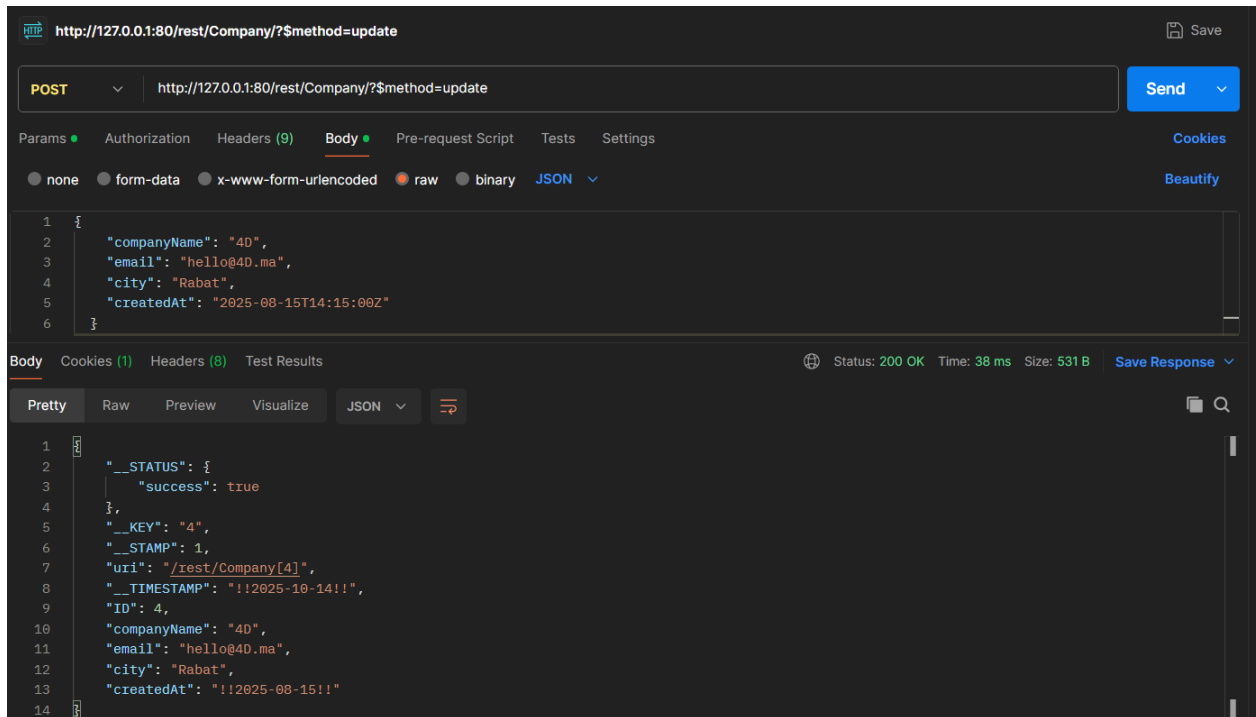 HTTP http://127.0.0.1:80/rest/Company/?$method=update Save
POST http://127.0.0.1:80/rest/Company/?$method=update Send
Params Authorization Headers (9) Body Pre-request Script Tests Settings Cookies
none form-data x-www-form-urlencoded raw binary JSON Beautify
1 {
2 "companyName": "4D",
3 "email": "hello@4D.ma",
4 "city": "Rabat",
5 "createdAt": "2025-08-15T14:15:00Z"
6 }
Body Cookies (1) Headers (8) Test Results Status: 200 OK Time: 38 ms Size: 531 B Save Response
Pretty Raw Preview Visualize JSON
1 {
2 "__STATUS": {
3 "success": true
4 },
5 "__KEY": "4",
6 "__STAMP": 1,
7 "uri": "/rest/Company[4]",
8 "__TIMESTAMP": "!!2025-10-14!!",
9 "ID": 4,
10 "companyName": "4D",
11 "email": "hello@4D.ma",
12 "city": "Rabat",
13 "createdAt": "!!2025-08-15!!"
14 }